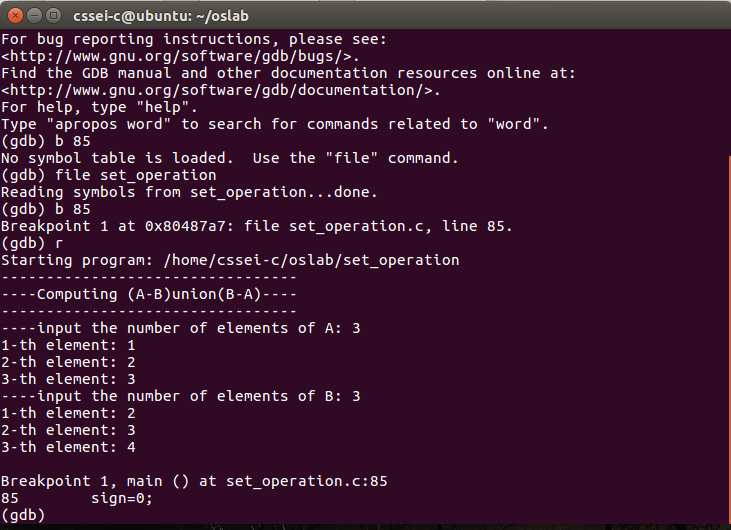 cssei-c@ubuntu: ~/oslab
For bug reporting instructions, please see:
<http://www.gnu.org/software/gdb/bugs/>.
Find the GDB manual and other documentation resources online at:
<http://www.gnu.org/software/gdb/documentation/>.
For help, type "help".
Type "apropos word" to search for commands related to "word".
(gdb) b 85
No symbol table is loaded.  Use the "file" command.
(gdb) file set_operation
Reading symbols from set_operation...done.
(gdb) b 85
Breakpoint 1 at 0x80487a7: file set_operation.c, line 85.
(gdb) r
Starting program: /home/cssei-c/oslab/set_operation
---------------------------------
----Computing (A-B)union(B-A)----
---------------------------------
----input the number of elements of A: 3
1-th element: 1
2-th element: 2
3-th element: 3
----input the number of elements of B: 3
1-th element: 2
2-th element: 3
3-th element: 4
Breakpoint 1, main () at set_operation.c:85
85        sign=0;
(gdb)